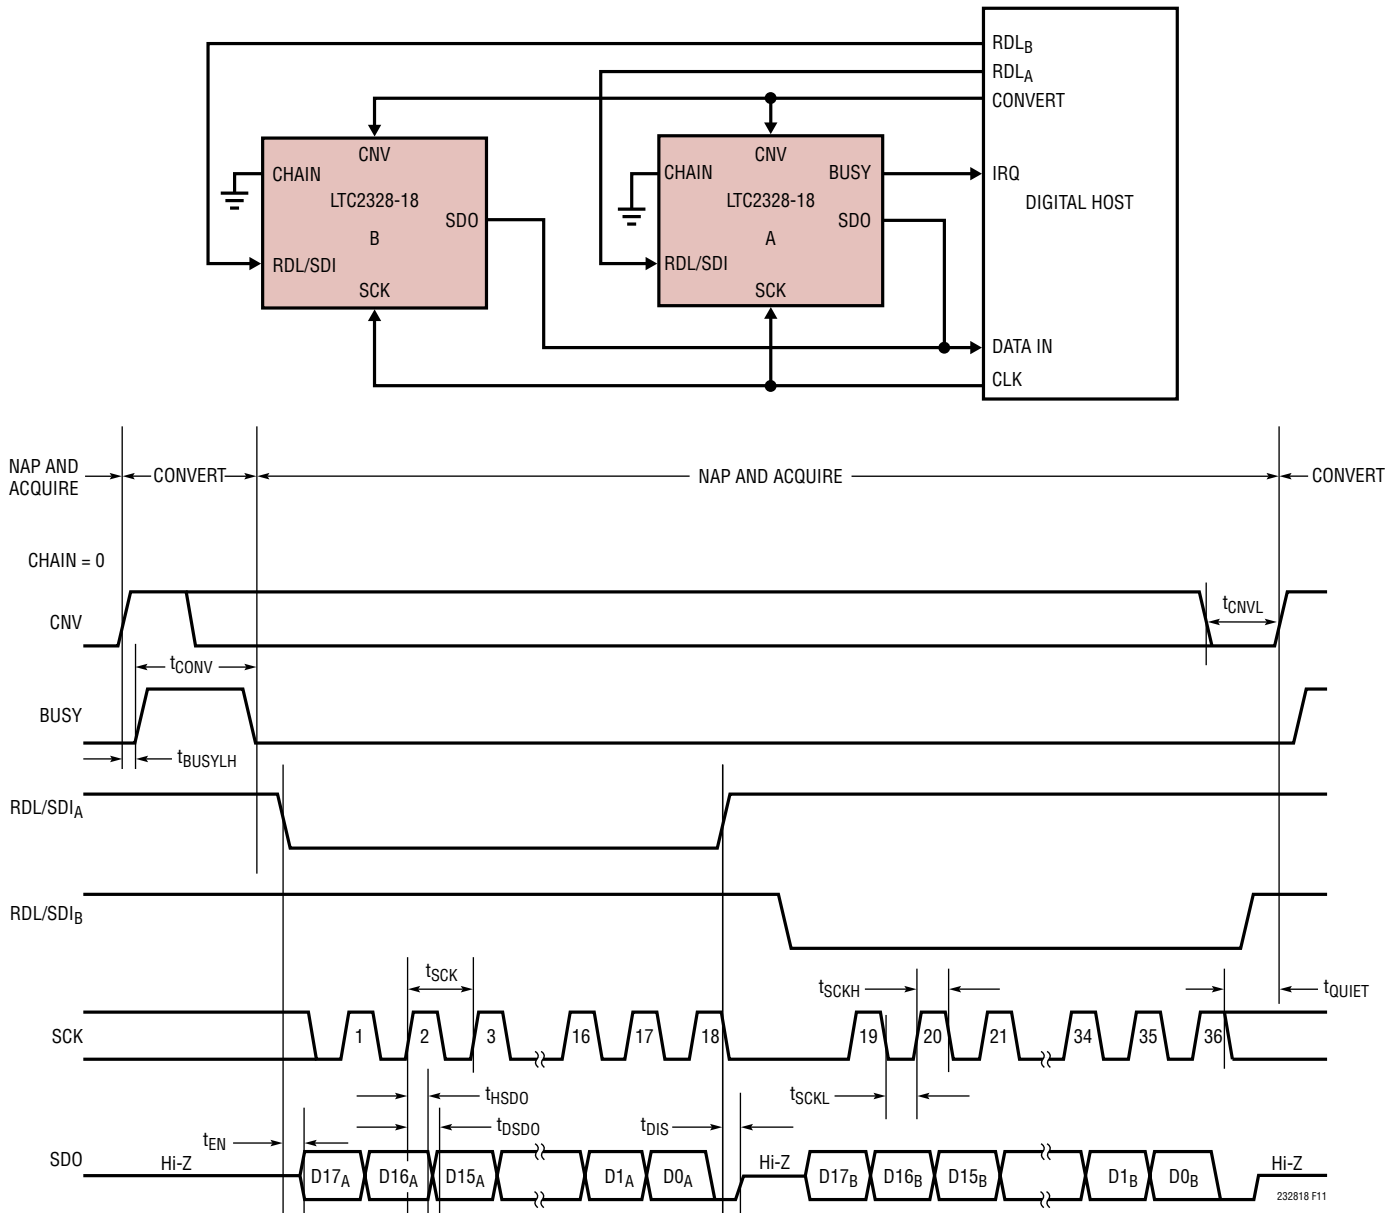 RDLB
RDLA
CONVERT
CNV
CHAIN
LTC2328-18
SDO
B
RDL/SDI
SCK
CNV
CHAIN
BUSY
LTC2328-18
SDO
A
RDL/SDI
SCK
IRQ
DIGITAL HOST
DATA IN
CLK
NAP AND
ACQUIRE
CONVERT
NAP AND ACQUIRE
CONVERT
CHAIN = 0
CNV
tCNVL
tCONV
BUSY
tBUSYLH
RDL/SDIA
RDL/SDIB
tSCK
tSCKH
tQUIET
SCK
1 2 3 16 17 18 19 20 21 34 35 36
tHSDO
tSCKL
tDSDO
tEN
tDIS
SDO
Hi-Z D17A D16A D15A D1A D0A Hi-Z D17B D16B D15B D1B D0B Hi-Z
232818 F11